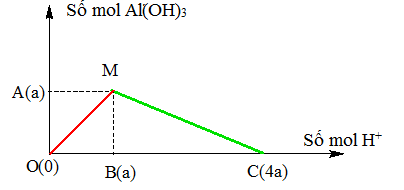 Số mol Al(OH)₃
M
A(a)
Số mol H⁺
O(0)
B(a)
C(4a)